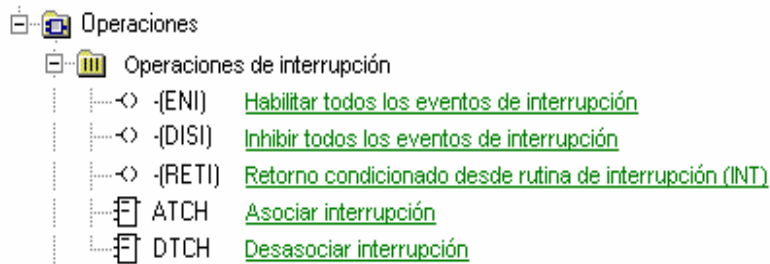 Operaciones
Operaciones de interrupción
-(ENI) Habilitar todos los eventos de interrupción
-(DISI) Inhibir todos los eventos de interrupción
-(RETI) Retorno condicionado desde rutina de interrupción (INT)
ATCH Asociar interrupción
DTCH Desasociar interrupción